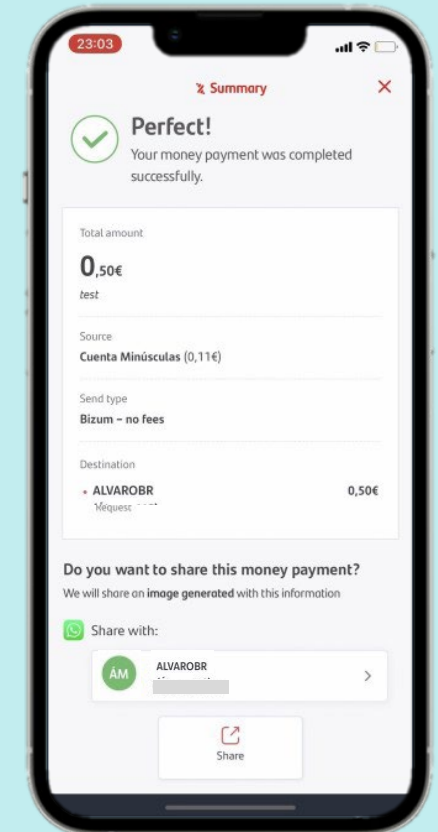 23:03
Summary
Perfect!
Your money payment was completed
successfully.
Total amount
0,50€
test
Source
Cuenta Minúsculas (0,11€)
Send type
Bizum – no fees
Destination
• ALVAROBR 0,50€
Request
Do you want to share this money payment?
We will share an image generated with this information
Share with:
ÁM
ALVAROBR
Share